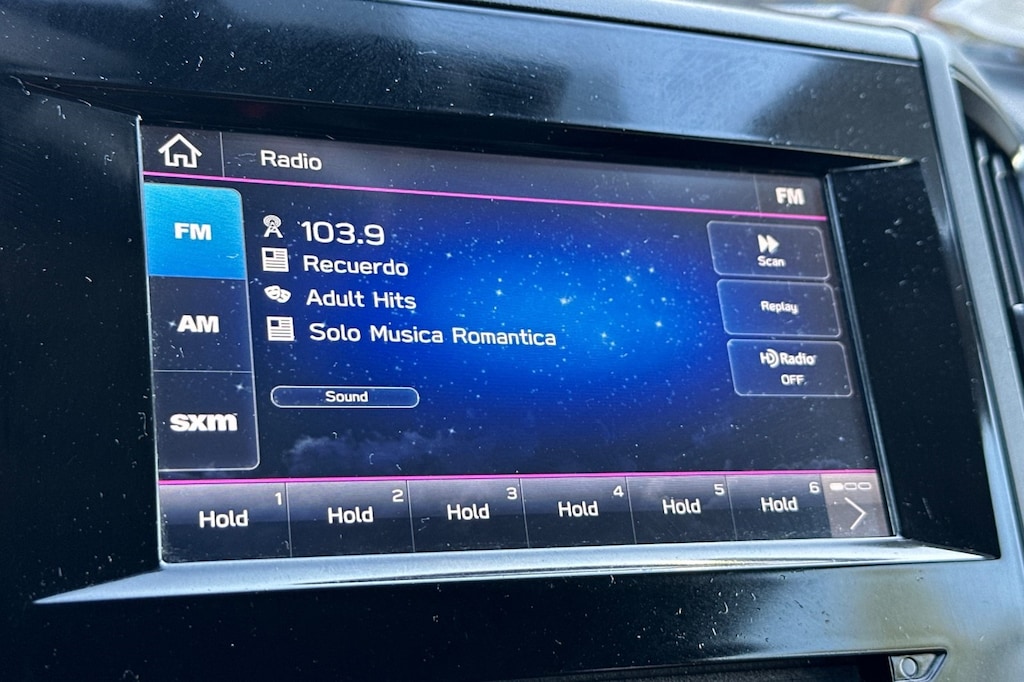 Radio
FM
FM
AM
sxm
103.9
Recuerdo
Adult Hits
Solo Musica Romantica
Sound
Scan
Replay
HD Radio
OFF
1 2 3 4 5 6
Hold Hold Hold Hold Hold Hold